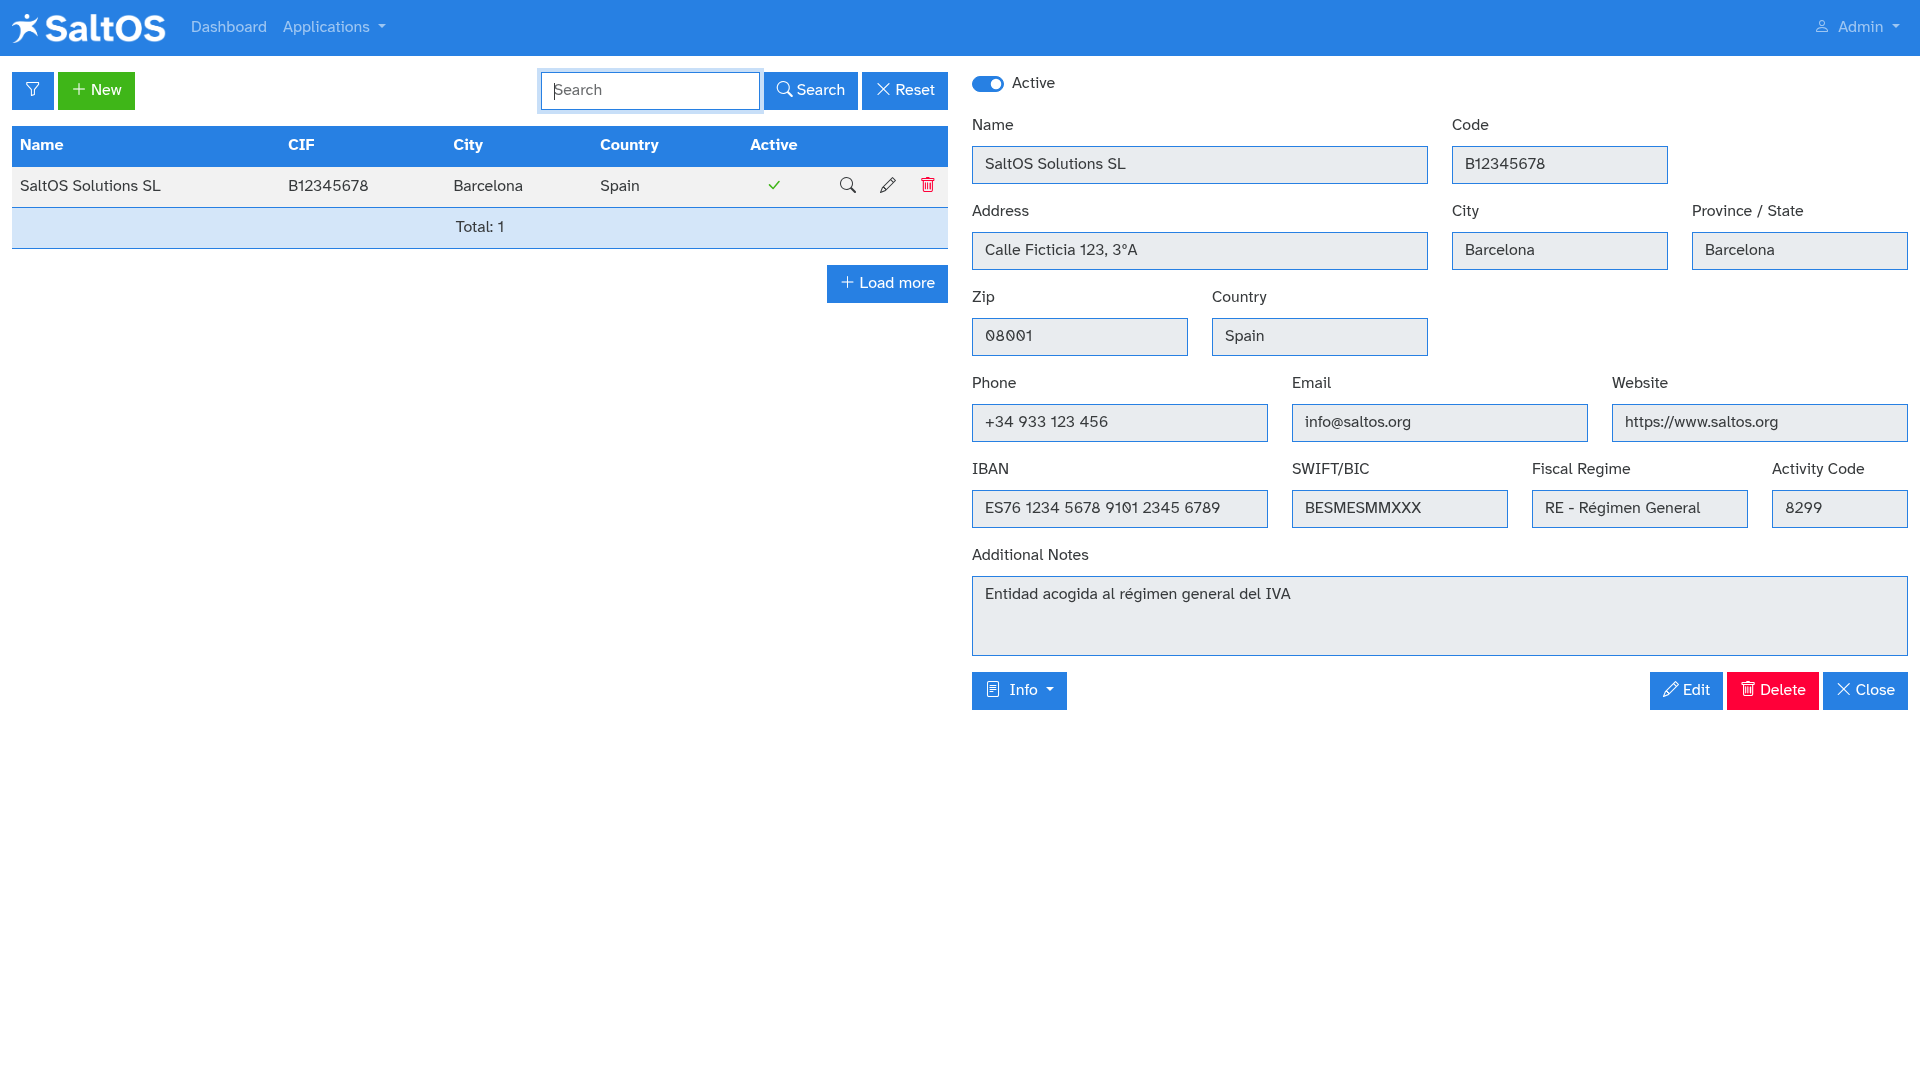 SaltOS Dashboard Applications Admin
New Search Search Reset
Name CIF City Country Active
SaltOS Solutions SL B12345678 Barcelona Spain
Total: 1
Load more
Active
Name Code
SaltOS Solutions SL B12345678
Address City Province / State
Calle Ficticia 123, 3ºA Barcelona Barcelona
Zip Country
08001 Spain
Phone Email Website
+34 933 123 456 info@saltos.org https://www.saltos.org
IBAN SWIFT/BIC Fiscal Regime Activity Code
ES76 1234 5678 9101 2345 6789 BESMESMMXXX RE - Régimen General 8299
Additional Notes
Entidad acogida al régimen general del IVA
Info Edit Delete Close